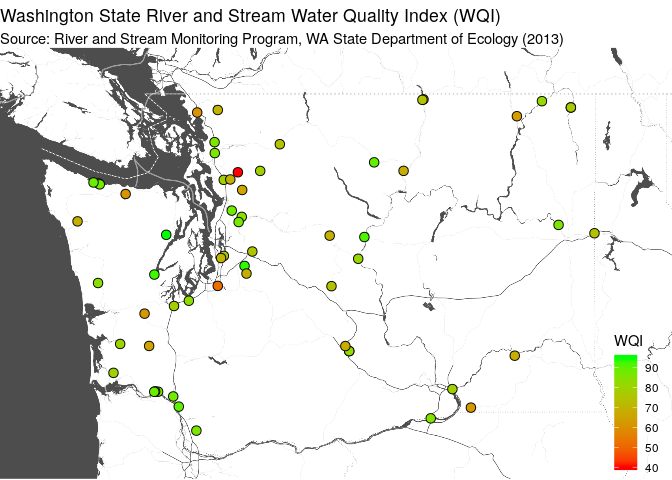 Washington State River and Stream Water Quality Index (WQI)
Source: River and Stream Monitoring Program, WA State Department of Ecology (2013)
WQI
90
80
70
60
50
40